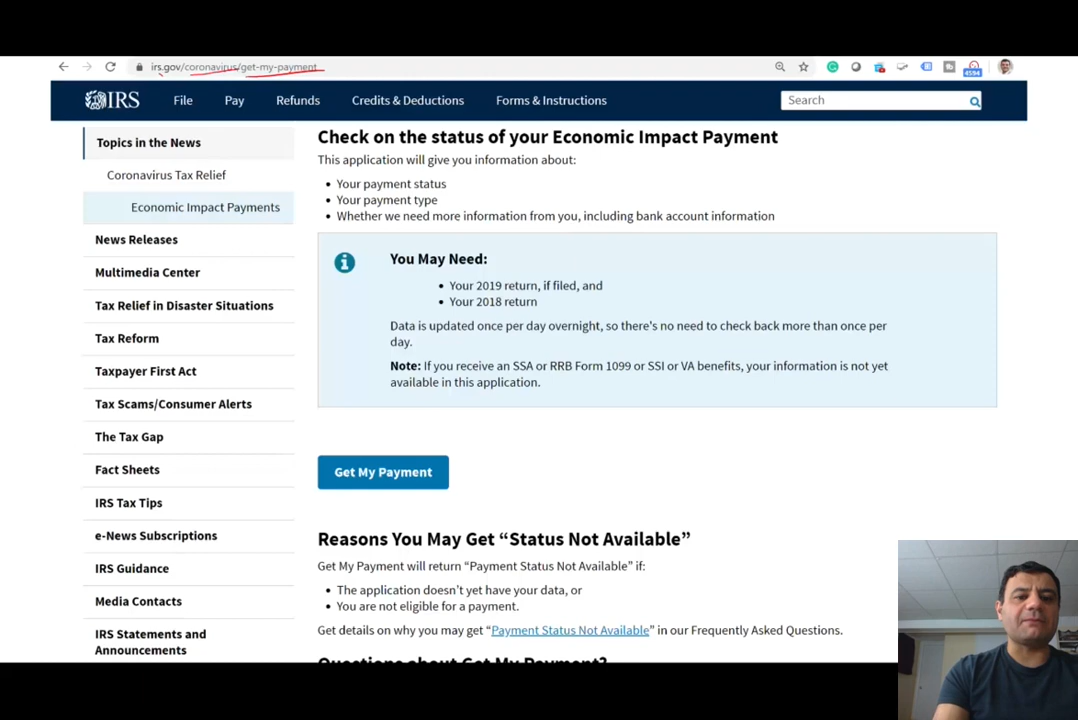 irs.gov/coronavirus/get-my-payment
4594
IRS
File
Pay
Refunds
Credits & Deductions
Forms & Instructions
Search
Topics in the News
Coronavirus Tax Relief
Economic Impact Payments
News Releases
Multimedia Center
Tax Relief in Disaster Situations
Tax Reform
Taxpayer First Act
Tax Scams/Consumer Alerts
The Tax Gap
Fact Sheets
IRS Tax Tips
e-News Subscriptions
IRS Guidance
Media Contacts
IRS Statements and
Announcements
Check on the status of your Economic Impact Payment
This application will give you information about:
• Your payment status
• Your payment type
• Whether we need more information from you, including bank account information
You May Need:
• Your 2019 return, if filed, and
• Your 2018 return
Data is updated once per day overnight, so there's no need to check back more than once per
day.
Note: If you receive an SSA or RRB Form 1099 or SSI or VA benefits, your information is not yet
available in this application.
Get My Payment
Reasons You May Get “Status Not Available”
Get My Payment will return “Payment Status Not Available” if:
• The application doesn’t yet have your data, or
• You are not eligible for a payment.
Get details on why you may get “Payment Status Not Available” in our Frequently Asked Questions.
Questions about Get My Payment?